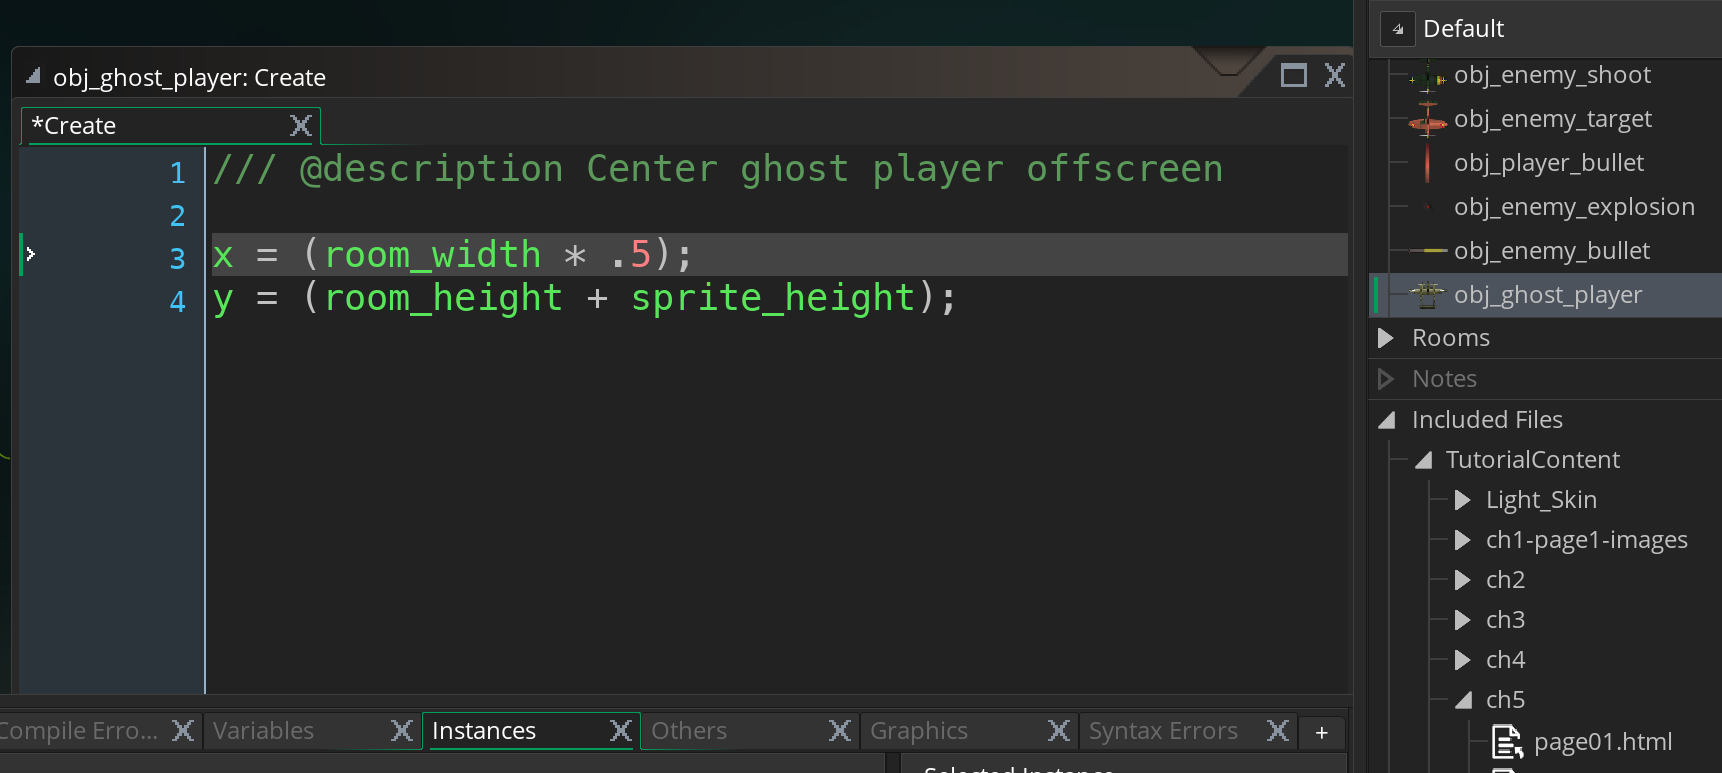 obj_ghost_player: Create
*Create
1 /// @description Center ghost player offscreen
2
3 x = (room_width * .5);
4 y = (room_height + sprite_height);
Compile Erro...
Variables
Instances
Others
Graphics
Syntax Errors
+
Selected Instance
Default
obj_enemy_shoot
obj_enemy_target
obj_player_bullet
obj_enemy_explosion
obj_enemy_bullet
obj_ghost_player
Rooms
Notes
Included Files
TutorialContent
Light_Skin
ch1-page1-images
ch2
ch3
ch4
ch5
page01.html